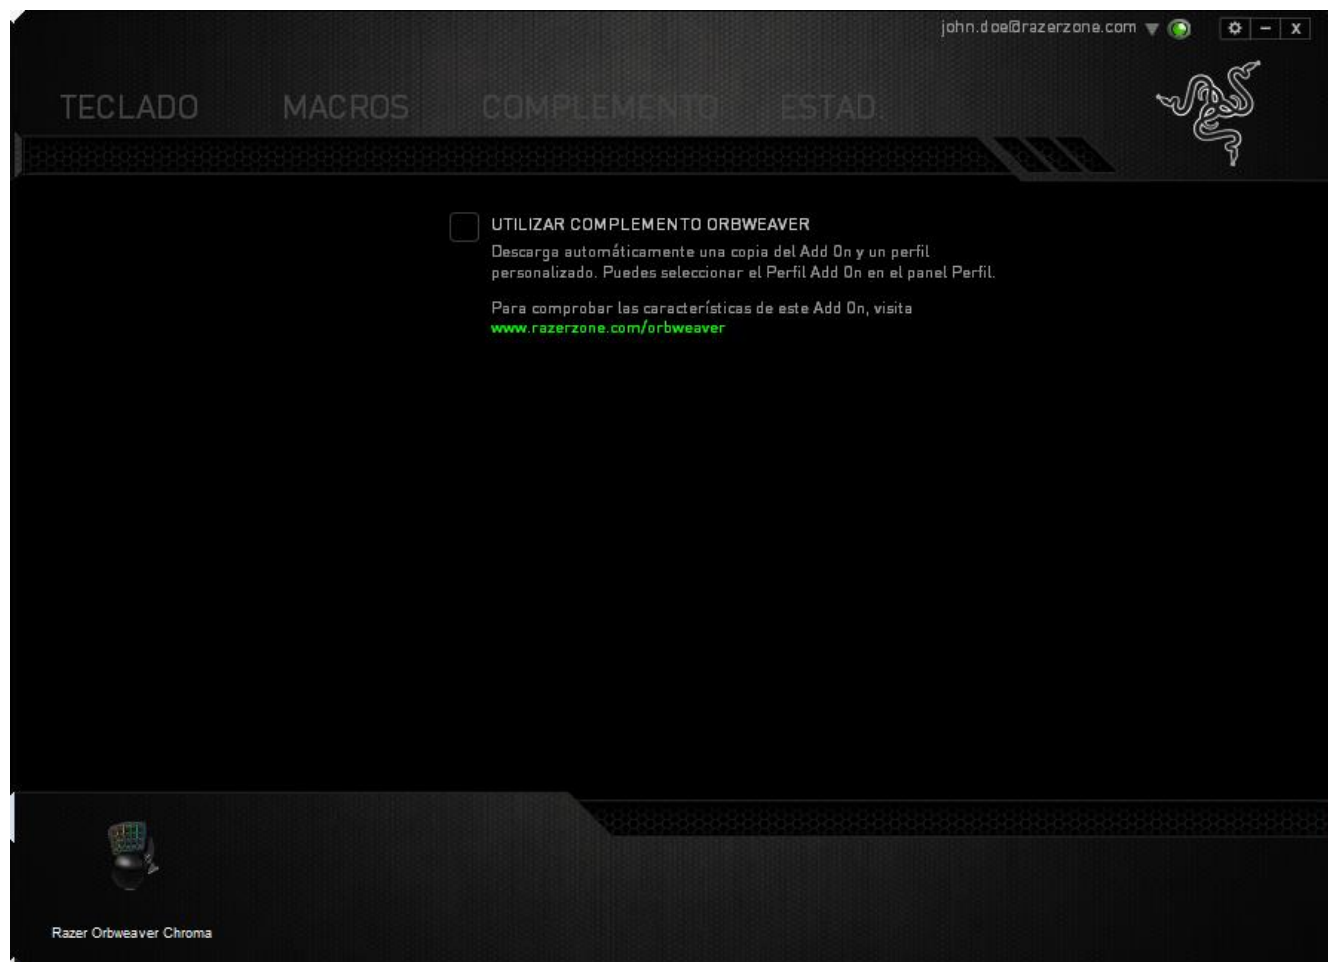 john.doe@razerzone.com
TECLADO MACROS COMPLEMENTO ESTAD.
UTILIZAR COMPLEMENTO ORBWEAVER
Descarga automáticamente una copia del Add On y un perfil
personalizado. Puedes seleccionar el Perfil Add On en el panel Perfil.
Para comprobar las características de este Add On, visita
www.razerzone.com/orbweaver
Razer Orbweaver Chroma